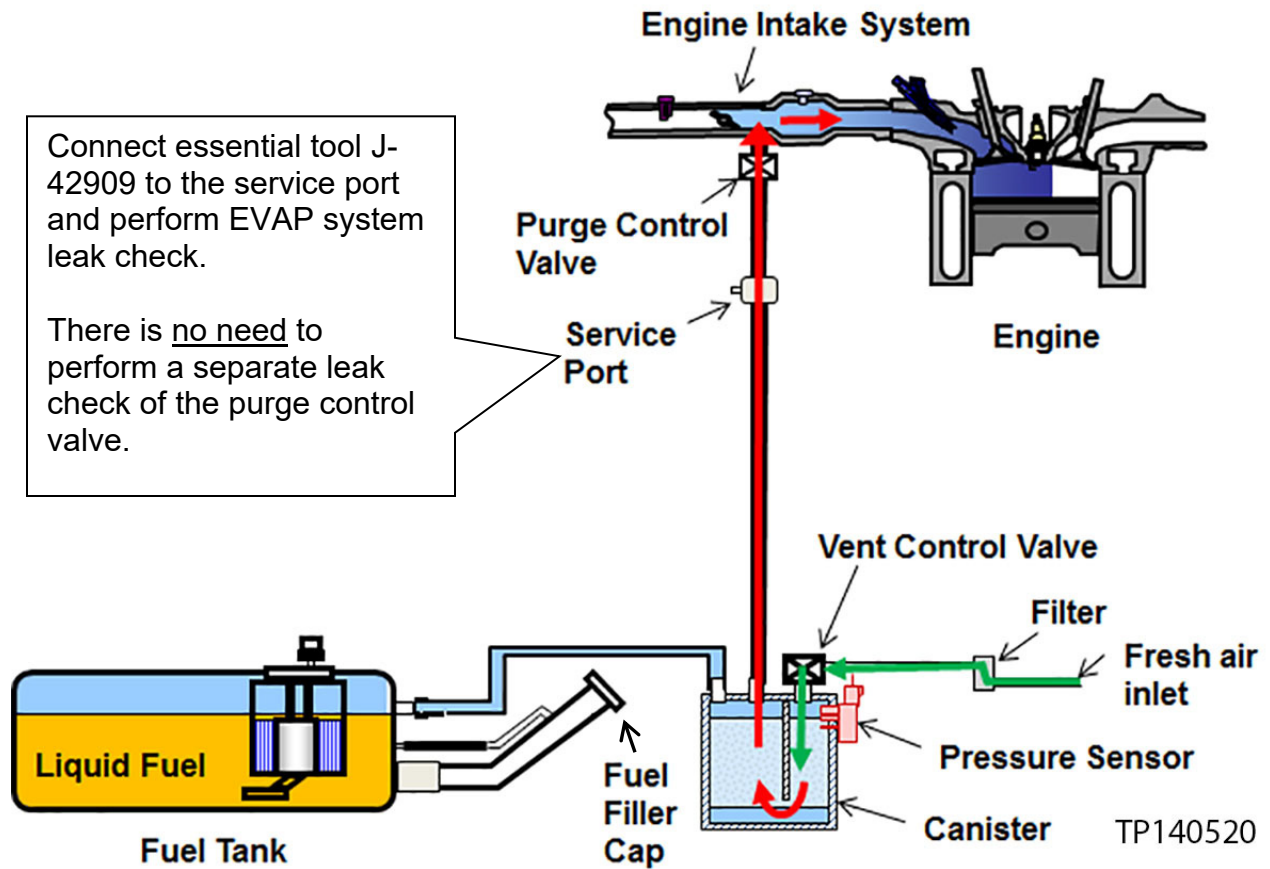 Engine Intake System
Connect essential tool J-
42909 to the service port
and perform EVAP system
leak check.
There is no need to
perform a separate leak
check of the purge control
valve.
Purge Control
Valve
Service
Port
Engine
Vent Control Valve
Filter
Fresh air
inlet
Liquid Fuel
Pressure Sensor
Fuel
Filler
Cap
Canister
TP140520
Fuel Tank